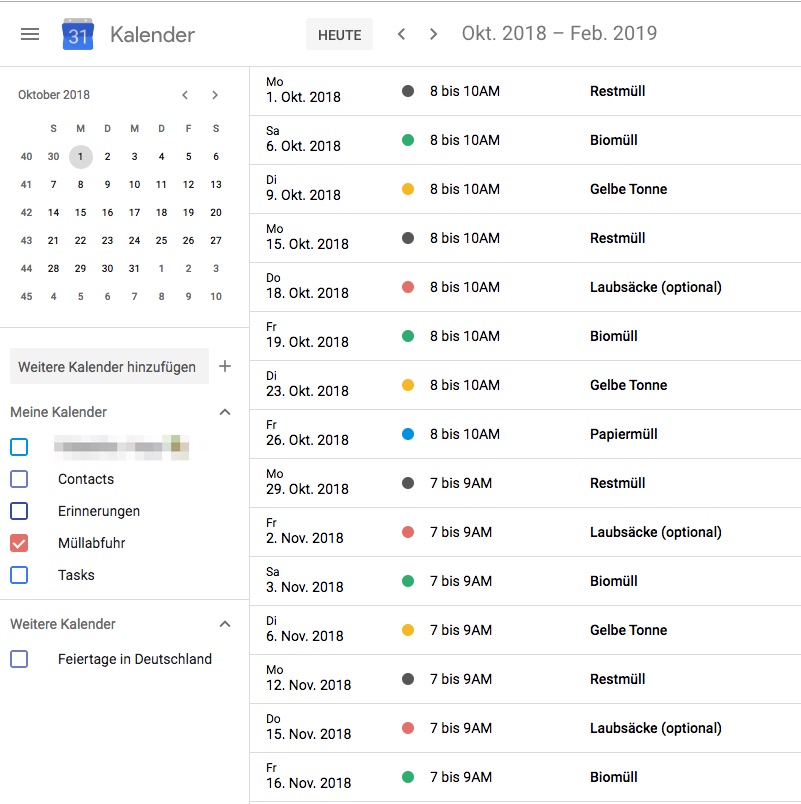 31 Kalender HEUTE Okt. 2018 – Feb. 2019
Oktober 2018
S M D M D F S
40 30 1 2 3 4 5 6
41 7 8 9 10 11 12 13
42 14 15 16 17 18 19 20
43 21 22 23 24 25 26 27
44 28 29 30 31 1 2 3
45 4 5 6 7 8 9 10
Weitere Kalender hinzufügen
Meine Kalender
Contacts
Erinnerungen
Müllabfuhr
Tasks
Weitere Kalender
Feiertage in Deutschland
Mo
1. Okt. 2018 8 bis 10AM Restmüll
Sa
6. Okt. 2018 8 bis 10AM Biomüll
Di
9. Okt. 2018 8 bis 10AM Gelbe Tonne
Mo
15. Okt. 2018 8 bis 10AM Restmüll
Do
18. Okt. 2018 8 bis 10AM Laubsäcke (optional)
Fr
19. Okt. 2018 8 bis 10AM Biomüll
Di
23. Okt. 2018 8 bis 10AM Gelbe Tonne
Fr
26. Okt. 2018 8 bis 10AM Papiermüll
Mo
29. Okt. 2018 7 bis 9AM Restmüll
Fr
2. Nov. 2018 7 bis 9AM Laubsäcke (optional)
Sa
3. Nov. 2018 7 bis 9AM Biomüll
Di
6. Nov. 2018 7 bis 9AM Gelbe Tonne
Mo
12. Nov. 2018 7 bis 9AM Restmüll
Do
15. Nov. 2018 7 bis 9AM Laubsäcke (optional)
Fr
16. Nov. 2018 7 bis 9AM Biomüll